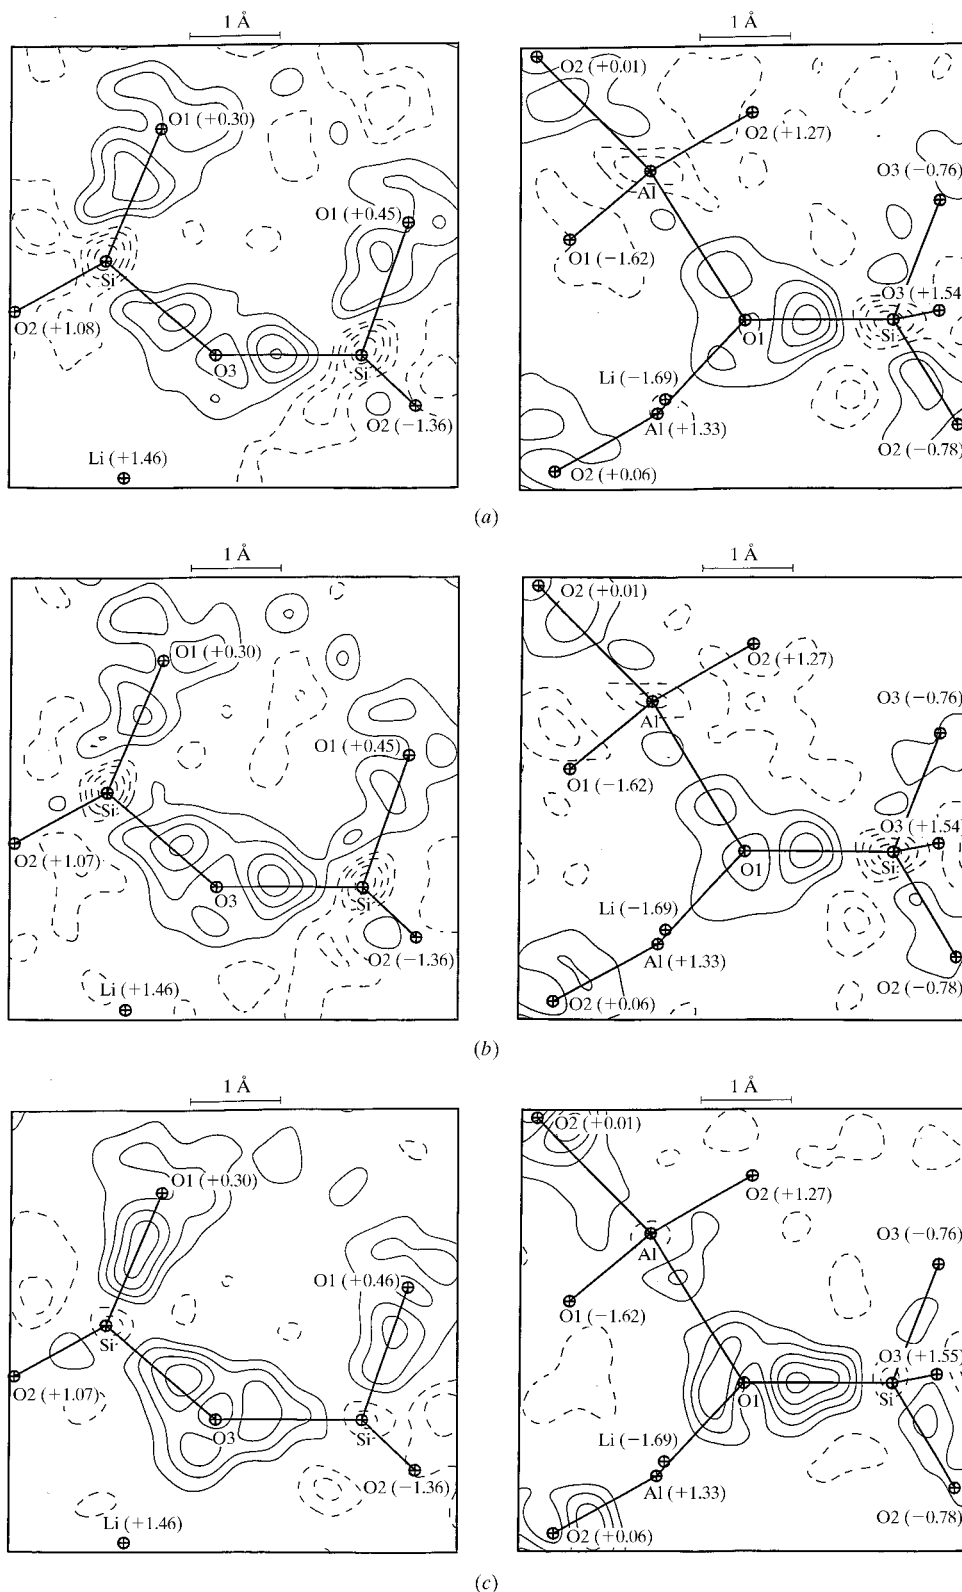 1 Å
O1 (+0.30)
O1 (+0.45)
Si
O2 (+1.08)
O3
Si
O2 (−1.36)
Li (+1.46)
1 Å
O2 (+0.01)
O2 (+1.27)
Al
O3 (−0.76)
O1 (−1.62)
O3 (+1.54)
O1
Si
Li (−1.69)
Al (+1.33)
O2 (−0.78)
O2 (+0.06)
(a)
1 Å
O1 (+0.30)
O1 (+0.45)
Si
O2 (+1.07)
O3
Si
O2 (−1.36)
Li (+1.46)
1 Å
O2 (+0.01)
O2 (+1.27)
Al
O3 (−0.76)
O1 (−1.62)
O3 (+1.54)
O1
Si
Li (−1.69)
Al (+1.33)
O2 (−0.78)
O2 (+0.06)
(b)
1 Å
O1 (+0.30)
O1 (+0.46)
Si
O2 (+1.07)
O3
Si
O2 (−1.36)
Li (+1.46)
1 Å
O2 (+0.01)
O2 (+1.27)
Al
O3 (−0.76)
O1 (−1.62)
O3 (+1.55)
O1
Si
Li (−1.69)
Al (+1.33)
O2 (−0.78)
O2 (+0.06)
(c)